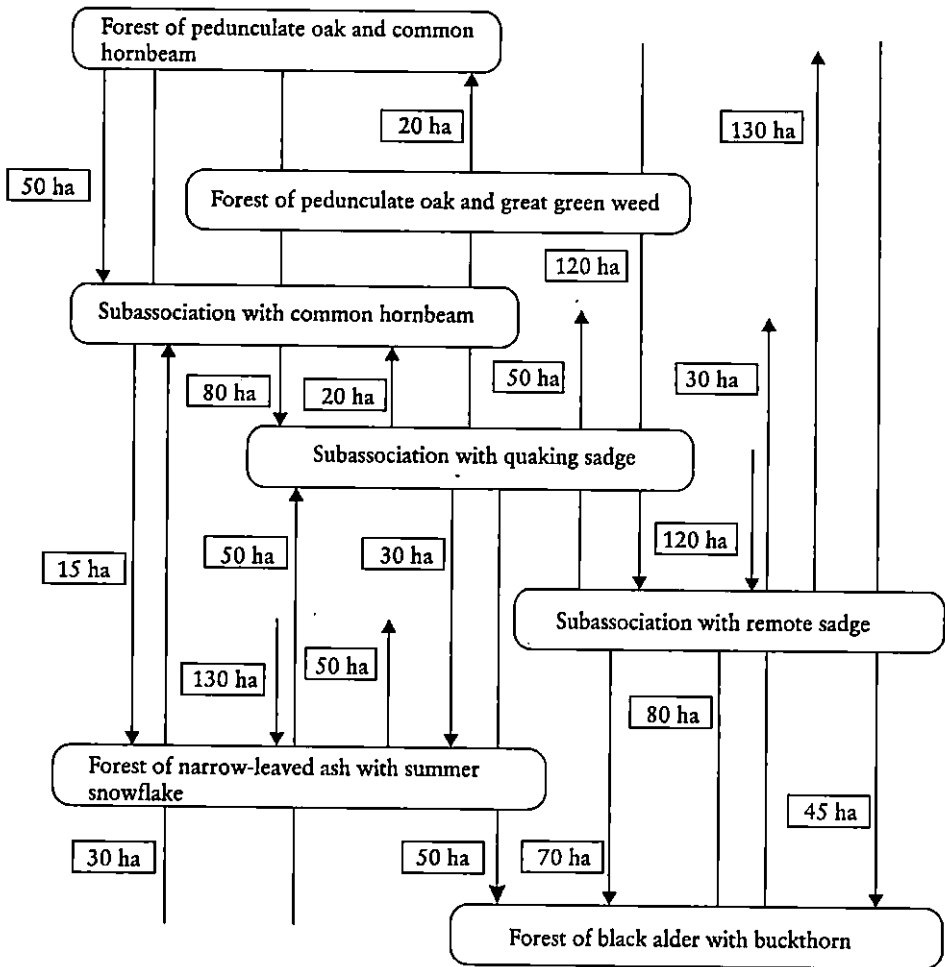 Forest of pedunculate oak and common
hornbeam
20 ha
130 ha
50 ha
Forest of pedunculate oak and great green weed
120 ha
Subassociation with common hornbeam
80 ha
20 ha
50 ha
30 ha
Subassociation with quaking sadge
15 ha
50 ha
30 ha
120 ha
Subassociation with remote sadge
130 ha
50 ha
80 ha
Forest of narrow-leaved ash with summer
snowflake
45 ha
30 ha
50 ha
70 ha
Forest of black alder with buckthorn